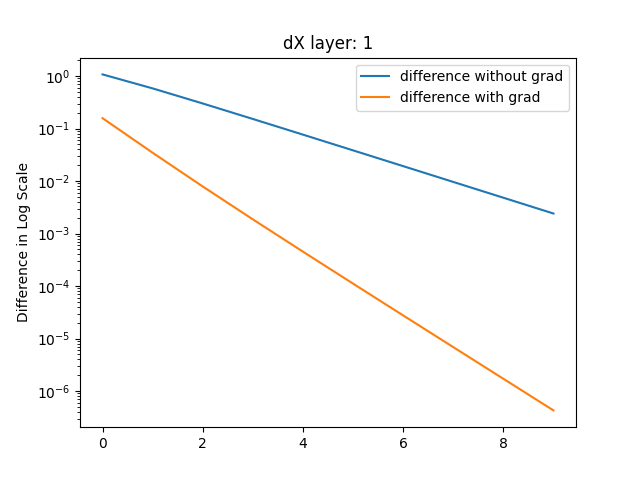 dX layer: 1
difference without grad
difference with grad
Difference in Log Scale
10⁰
10⁻¹
10⁻²
10⁻³
10⁻⁴
10⁻⁵
10⁻⁶
0 2 4 6 8